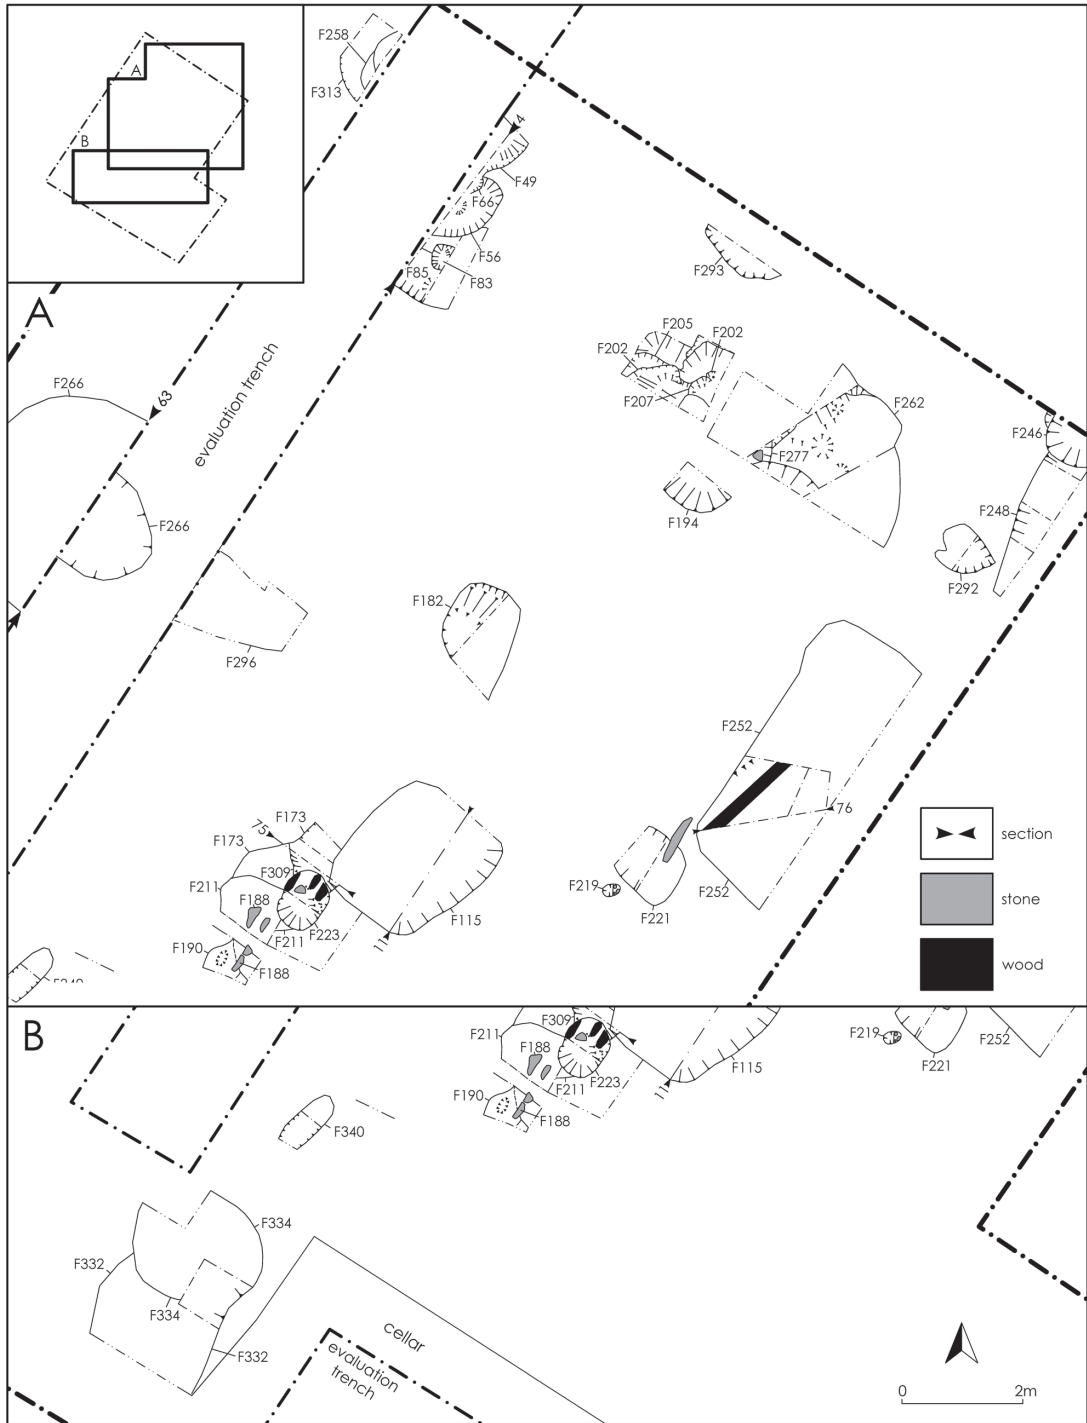 A
B
F258
F313
4
F49
F66
F56
F85
F83
F293
A
F205
F202
F202
F207
F266
63
evaluation trench
F262
F277
F246
F194
F248
F266
F292
F182
F296
F252
76
F173
75
F173
F309
F211
F188
F115
F219
F252
F221
section
stone
wood
F211
F223
11
F190
F188
F340
B
F309
F211
F188
F219
F252
F221
F115
F211
F223
11
F190
F188
F340
F334
F332
F334
F332
cellar
evaluation
trench
0 2m